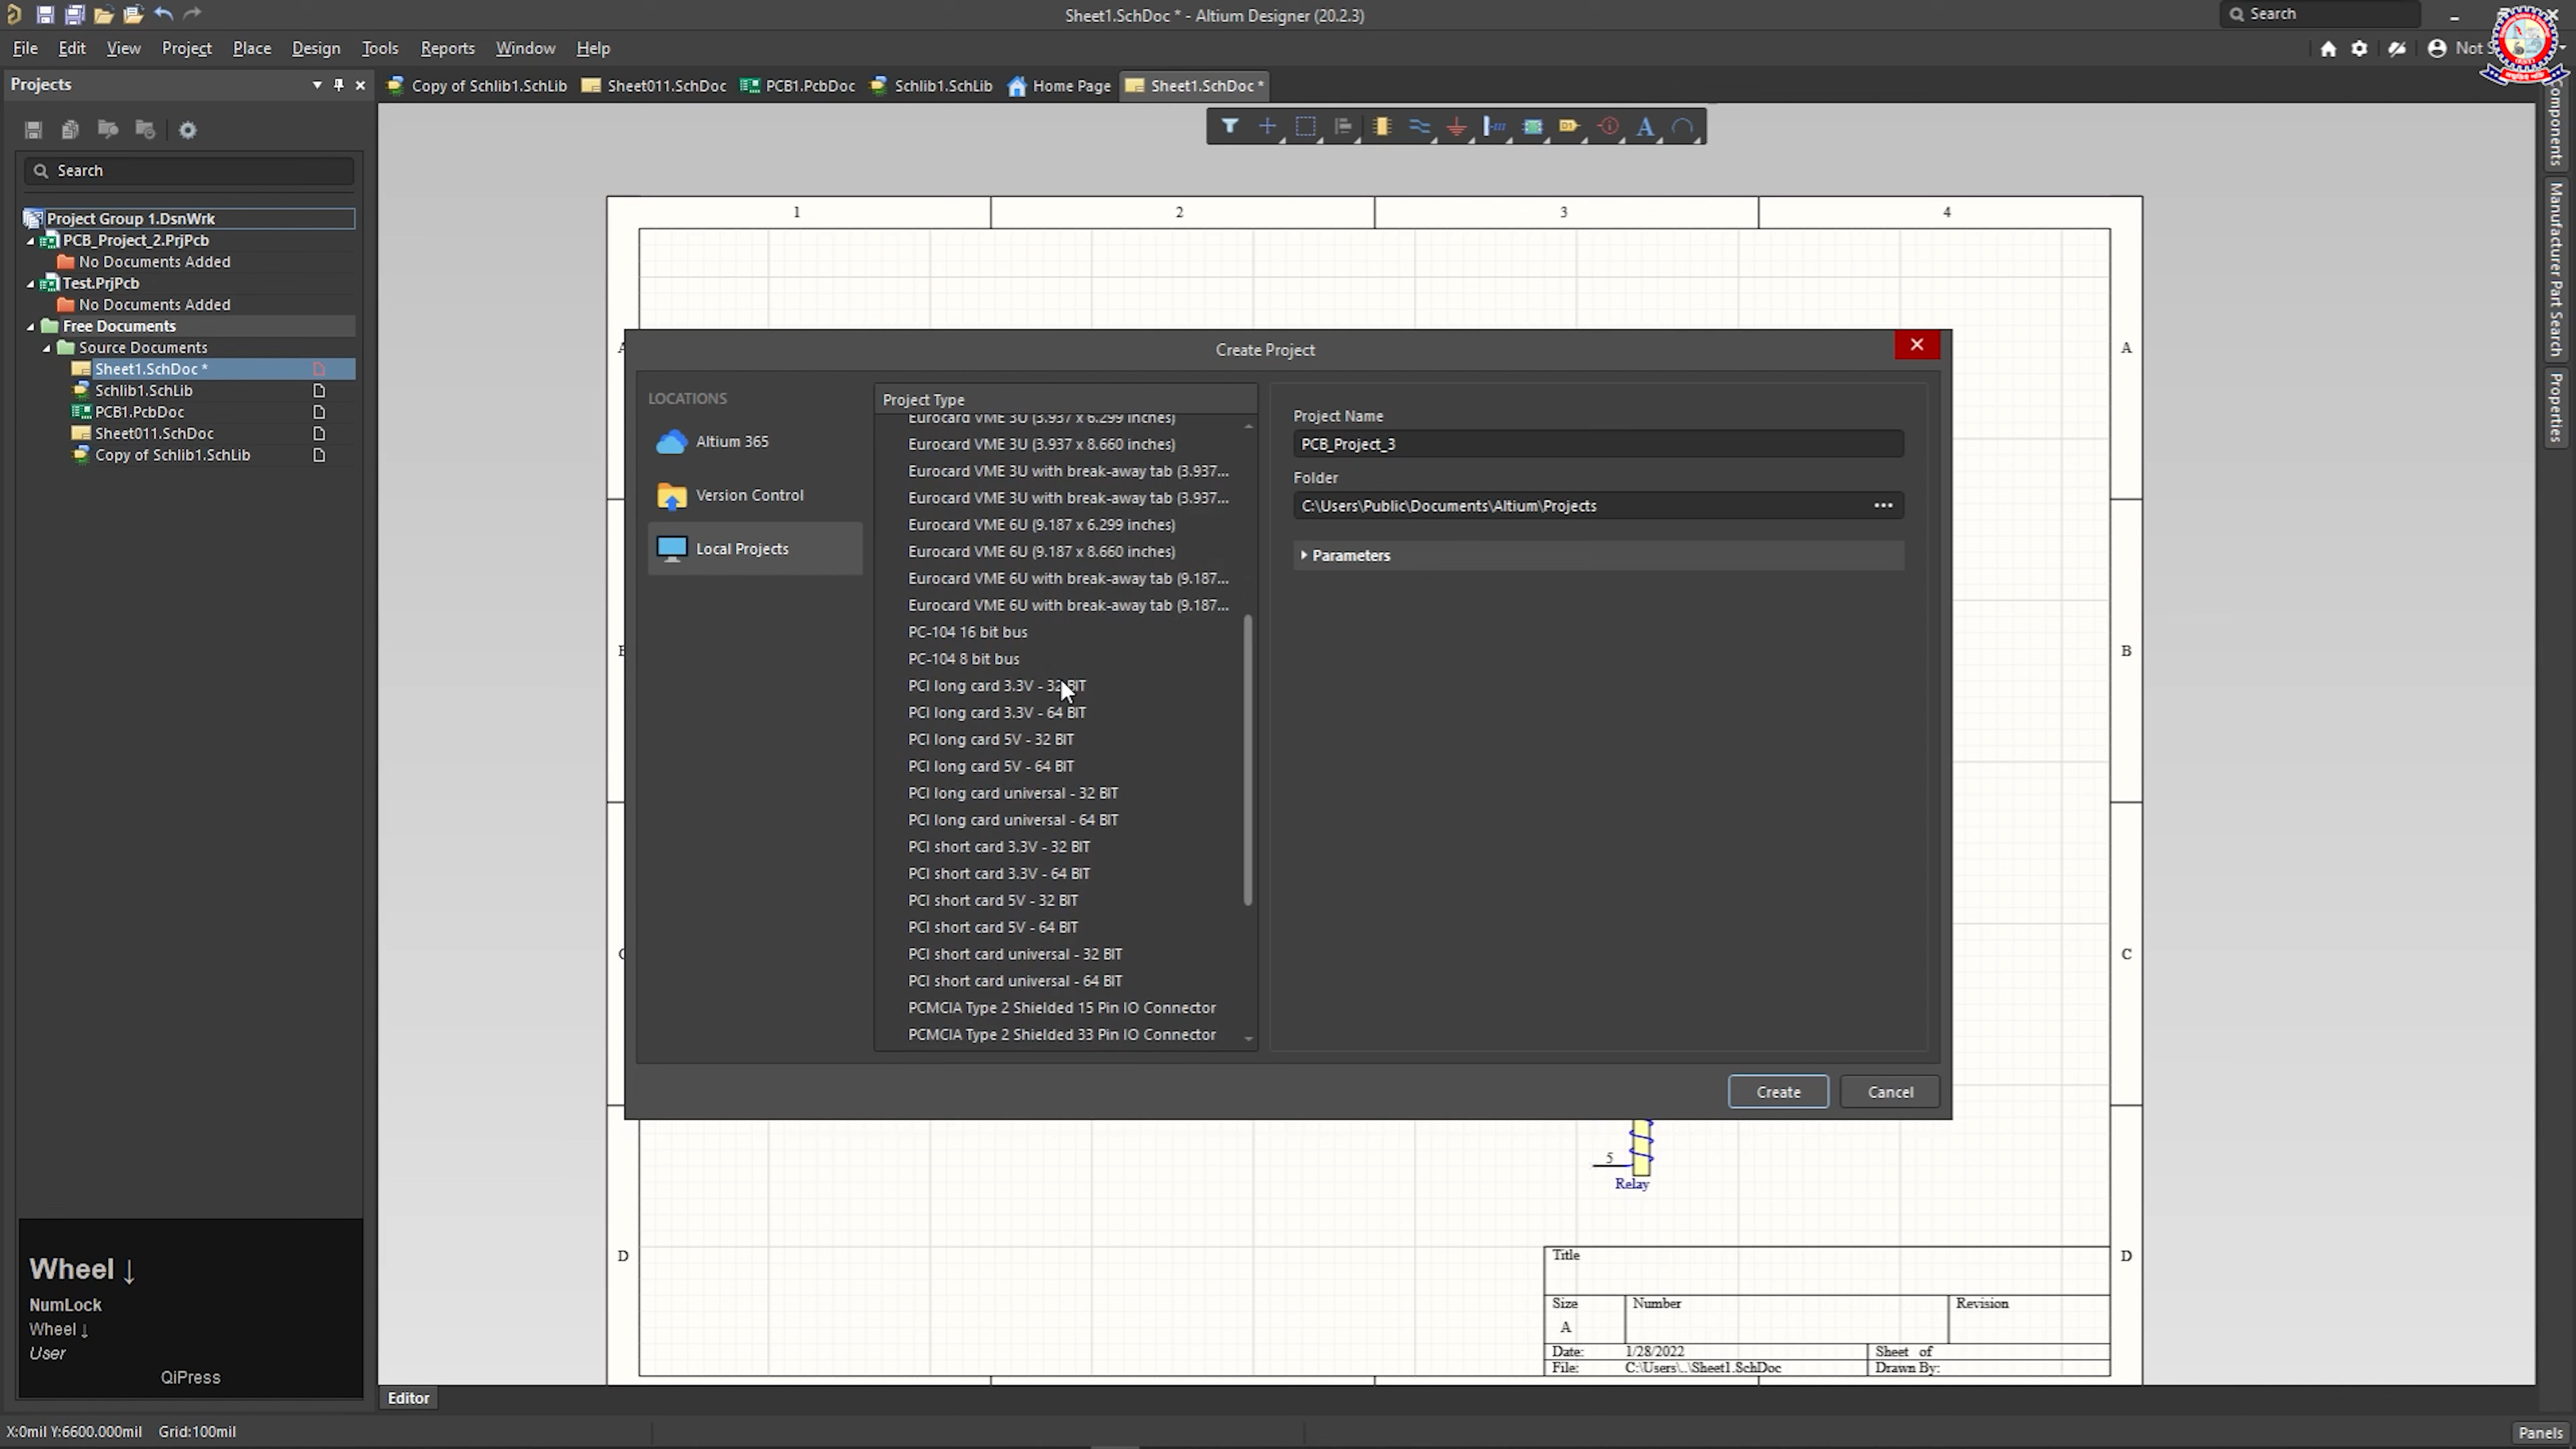 Sheet1.SchDoc * - Altium Designer (20.2.3)
Search
File Edit View Project Place Design Tools Reports Window Help
Not S
Projects
Copy of Schlib1.SchLib
Sheet011.SchDoc
PCB1.PcbDoc
Schlib1.SchLib
Home Page
Sheet1.SchDoc *
Search
Project Group 1.DsnWrk
PCB_Project_2.PrjPcb
No Documents Added
Test.PrjPcb
No Documents Added
Free Documents
Source Documents
Sheet1.SchDoc *
Schlib1.SchLib
PCB1.PcbDoc
Sheet011.SchDoc
Copy of Schlib1.SchLib
1 2 3 4
A
A
B
B
C
D
D
Create Project
LOCATIONS
Altium 365
Version Control
Local Projects
Project Type
Eurocard VME 3U (3.937 x 6.299 inches)
Eurocard VME 3U (3.937 x 8.660 inches)
Eurocard VME 3U with break-away tab (3.937...
Eurocard VME 3U with break-away tab (3.937...
Eurocard VME 6U (9.187 x 6.299 inches)
Eurocard VME 6U (9.187 x 8.660 inches)
Eurocard VME 6U with break-away tab (9.187...
Eurocard VME 6U with break-away tab (9.187...
PC-104 16 bit bus
PC-104 8 bit bus
PCI long card 3.3V - 32 BIT
PCI long card 3.3V - 64 BIT
PCI long card 5V - 32 BIT
PCI long card 5V - 64 BIT
PCI long card universal - 32 BIT
PCI long card universal - 64 BIT
PCI short card 3.3V - 32 BIT
PCI short card 3.3V - 64 BIT
PCI short card 5V - 32 BIT
PCI short card 5V - 64 BIT
PCI short card universal - 32 BIT
PCI short card universal - 64 BIT
PCMCIA Type 2 Shielded 15 Pin IO Connector
PCMCIA Type 2 Shielded 33 Pin IO Connector
Project Name
PCB_Project_3
Folder
C:\Users\Public\Documents\Altium\Projects
...
Parameters
Create
Cancel
Components
Manufacturer Part Search
Properties
5
Relay
Title
Size
A
Number
Revision
Date: 1/28/2022 Sheet of
File: C:\Users\..\Sheet1.SchDoc Drawn By:
Wheel ↓
NumLock
Wheel ↓
User
QiPress
Editor
X:0mil Y:6600.000mil Grid:100mil
Panels